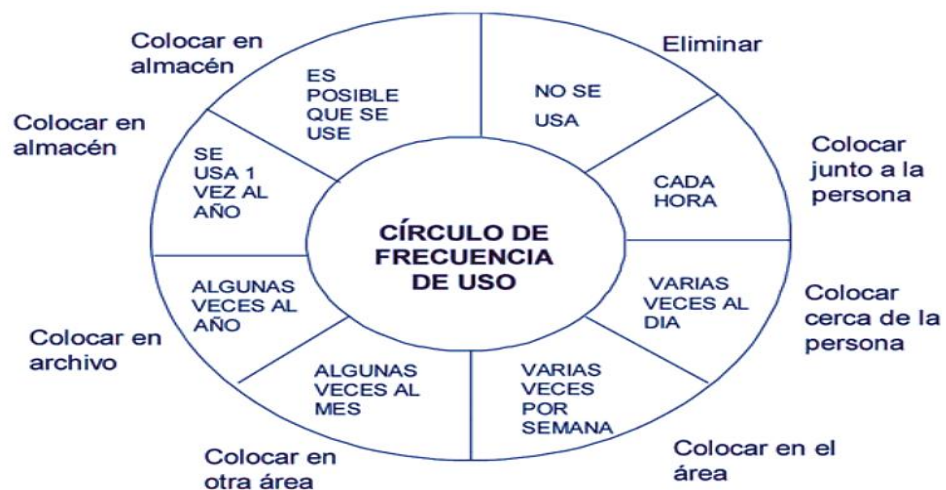 Colocar en
almacén
Eliminar
ES
POSIBLE
QUE SE
USE
NO SE
USA
Colocar en
almacén
SE
USA 1
VEZ AL
AÑO
CADA
HORA
Colocar
junto a la
persona
CÍRCULO DE
FRECUENCIA
DE USO
ALGUNAS
VECES AL
AÑO
VARIAS
VECES AL
DIA
Colocar
cerca de la
persona
Colocar en
archivo
ALGUNAS
VECES AL
MES
VARIAS
VECES
POR
SEMANA
Colocar en
otra área
Colocar en el
área